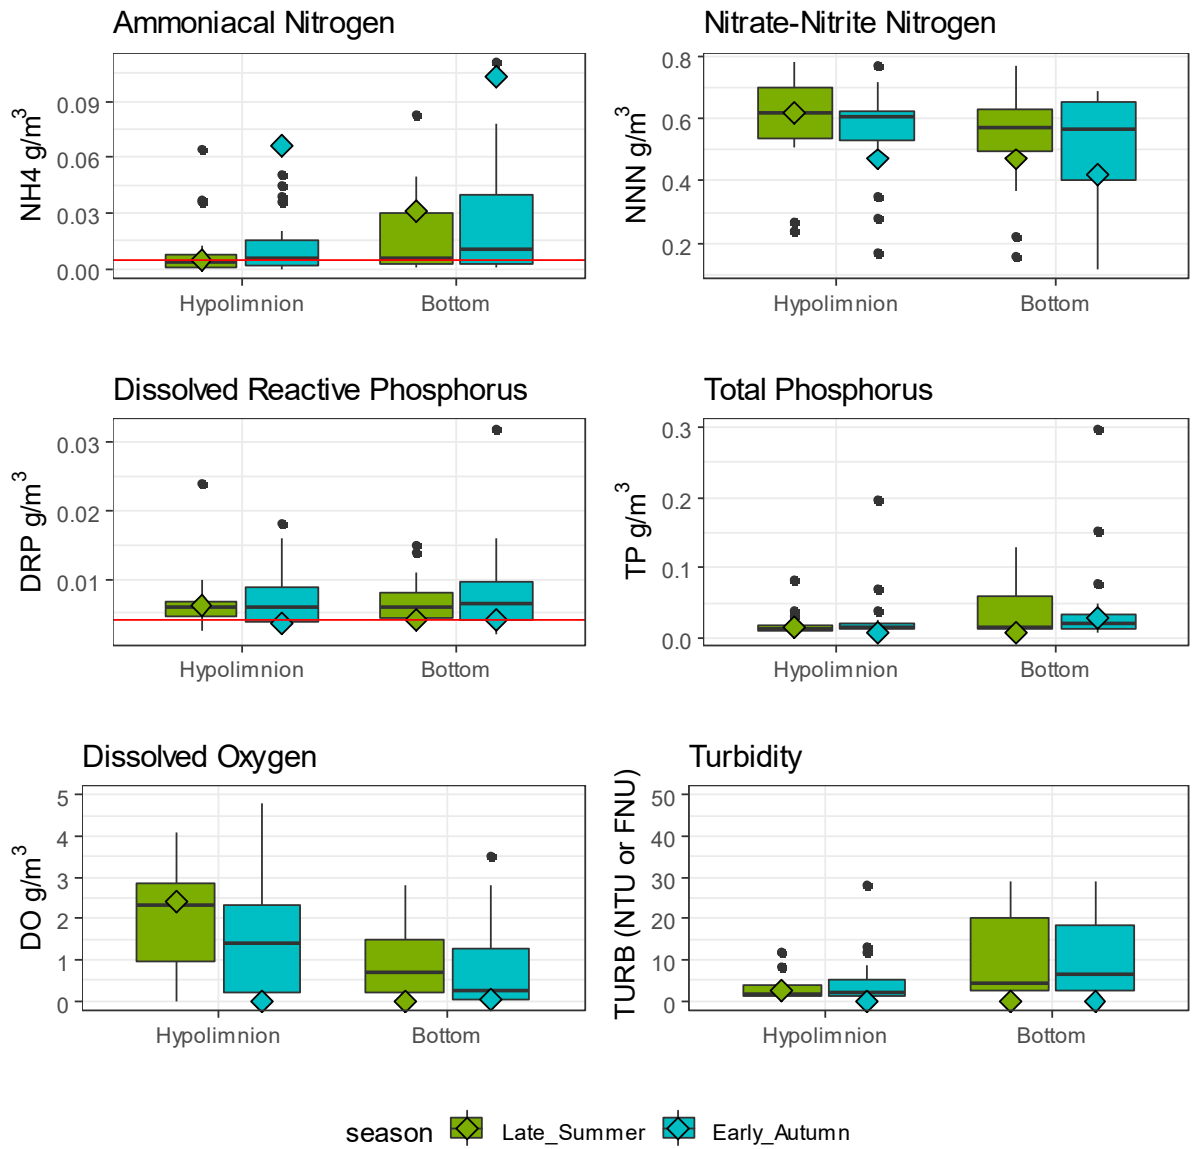 Ammoniacal Nitrogen
NH4 g/m³
0.09
0.06
0.03
0.00
Hypolimnion Bottom
Nitrate-Nitrite Nitrogen
NNN g/m³
0.8
0.6
0.4
0.2
Hypolimnion Bottom
Dissolved Reactive Phosphorus
DRP g/m³
0.03
0.02
0.01
Hypolimnion Bottom
Total Phosphorus
TP g/m³
0.3
0.2
0.1
0.0
Hypolimnion Bottom
Dissolved Oxygen
DO g/m³
5
4
3
2
1
0
Hypolimnion Bottom
Turbidity
TURB (NTU or FNU)
50
40
30
20
10
0
Hypolimnion Bottom
season Late_Summer Early_Autumn